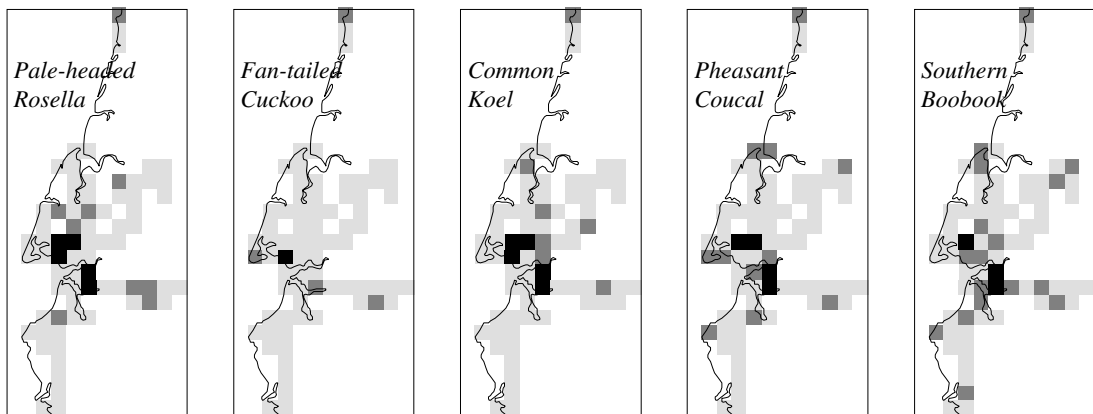 Pale-headed
Rosella
Fan-tailed
Cuckoo
Common
Koel
Pheasant
Coucal
Southern
Boobook